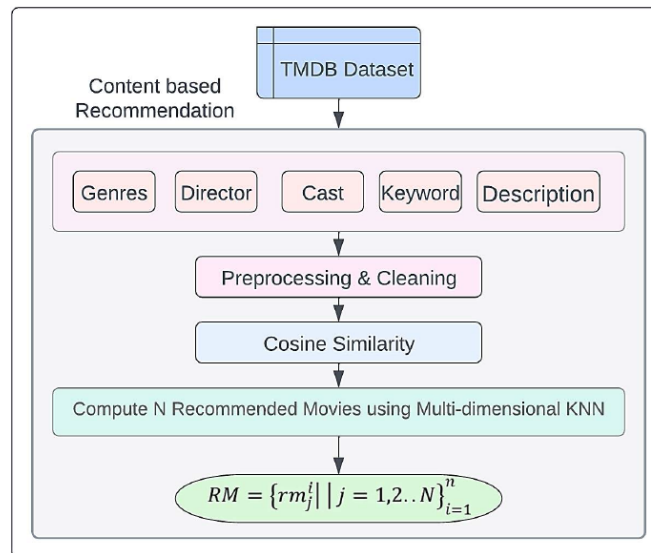 TMDB Dataset
Content based
Recommendation
Genres Director Cast Keyword Description
Preprocessing & Cleaning
Cosine Similarity
Compute N Recommended Movies using Multi-dimensional KNN
RM = {rm_j^i| |j = 1,2..N}_{i=1}^n